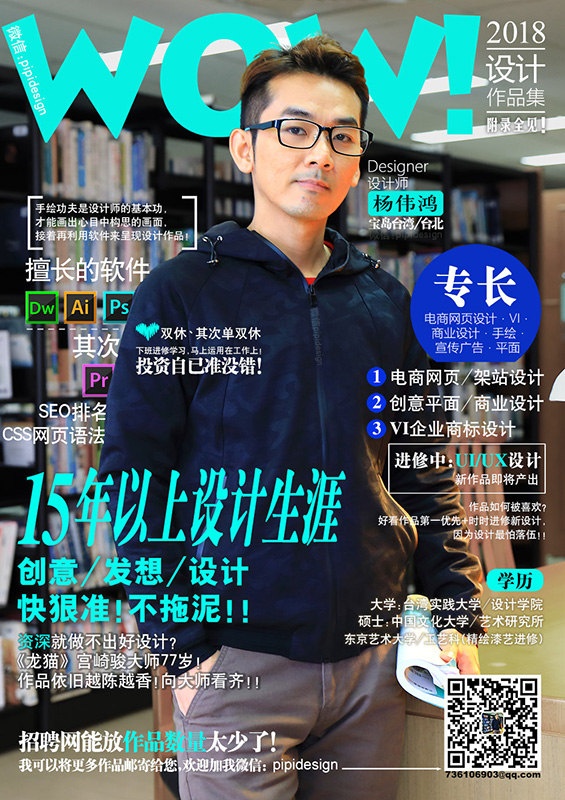 微信:pipidesign
WOW!
2018
设计
作品集
附录全见!
Designer
设计师
杨伟鸿
宝岛台湾/台北
手绘功夫是设计师的基本功,
才能画出心目中构思的画面,
接着再利用软件来呈现设计作品!
擅长的软件
Dw Ai Ps
其次
Pr
SEO排名
CSS网页语法
双休、其次单双休
下班进修学习,马上运用在工作上!
投资自己准没错!
专长
电商网页设计·VI·
商业设计·手绘·
宣传广告·平面
1 电商网页/架站设计
2 创意平面/商业设计
3 VI企业商标设计
进修中:UI/UX设计
新作品即将产出
作品如何被喜欢?
好看作品第一优先+时时进修新设计,
因为设计最怕落伍!!
15年以上设计生涯
创意/发想/设计
快狠准!不拖泥!!
资深就做不出好设计?
《龙猫》宫崎骏大师77岁!
作品依旧越陈越香!向大师看齐!!
学历
大学:台湾实践大学/设计学院
硕士:中国文化大学/艺术研究所
东京艺术大学/工艺科(精绘漆艺进修)
招聘网能放作品数量太少了!
我可以将更多作品邮寄给您,欢迎加我微信: pipidesign
736106903@qq.com